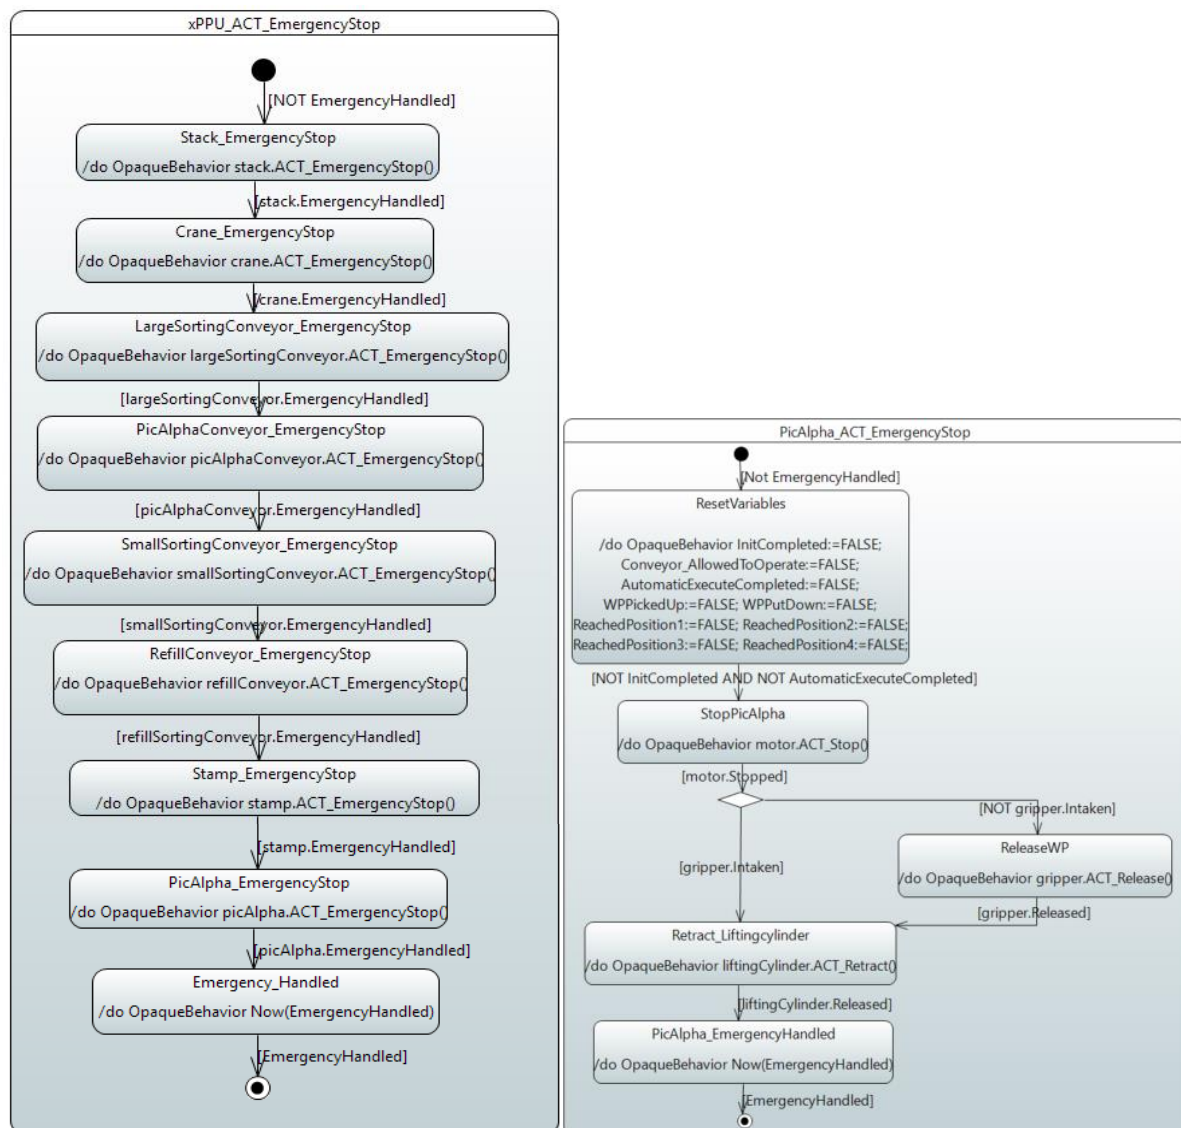 xPPU_ACT_EmergencyStop
[NOT EmergencyHandled]
Stack_EmergencyStop
/do OpaqueBehavior stack.ACT_EmergencyStop()
[stack.EmergencyHandled]
Crane_EmergencyStop
/do OpaqueBehavior crane.ACT_EmergencyStop()
[crane.EmergencyHandled]
LargeSortingConveyor_EmergencyStop
/do OpaqueBehavior largeSortingConveyor.ACT_EmergencyStop()
[largeSortingConveyor.EmergencyHandled]
PicAlphaConveyor_EmergencyStop
/do OpaqueBehavior picAlphaConveyor.ACT_EmergencyStop()
[picAlphaConveyor.EmergencyHandled]
SmallSortingConveyor_EmergencyStop
/do OpaqueBehavior smallSortingConveyor.ACT_EmergencyStop()
[smallSortingConveyor.EmergencyHandled]
RefillConveyor_EmergencyStop
/do OpaqueBehavior refillConveyor.ACT_EmergencyStop()
[refillSortingConveyor.EmergencyHandled]
Stamp_EmergencyStop
/do OpaqueBehavior stamp.ACT_EmergencyStop()
[stamp.EmergencyHandled]
PicAlpha_EmergencyStop
/do OpaqueBehavior picAlpha.ACT_EmergencyStop()
[picAlpha.EmergencyHandled]
Emergency_Handled
/do OpaqueBehavior Now(EmergencyHandled)
[EmergencyHandled]
PicAlpha_ACT_EmergencyStop
[Not EmergencyHandled]
ResetVariables
/do OpaqueBehavior InitCompleted:=FALSE;
Conveyor_AllowedToOperate:=FALSE;
AutomaticExecuteCompleted:=FALSE;
WPPickedUp:=FALSE; WPPutDown:=FALSE;
ReachedPosition1:=FALSE; ReachedPosition2:=FALSE;
ReachedPosition3:=FALSE; ReachedPosition4:=FALSE;
[NOT InitCompleted AND NOT AutomaticExecuteCompleted]
StopPicAlpha
/do OpaqueBehavior motor.ACT_Stop()
[motor.Stopped]
[NOT gripper.Intaken]
ReleaseWP
/do OpaqueBehavior gripper.ACT_Release()
[gripper.Intaken]
[gripper.Released]
Retract_Liftingcylinder
/do OpaqueBehavior liftingCylinder.ACT_Retract()
[liftingCylinder.Released]
PicAlpha_EmergencyHandled
/do OpaqueBehavior Now(EmergencyHandled)
[EmergencyHandled]